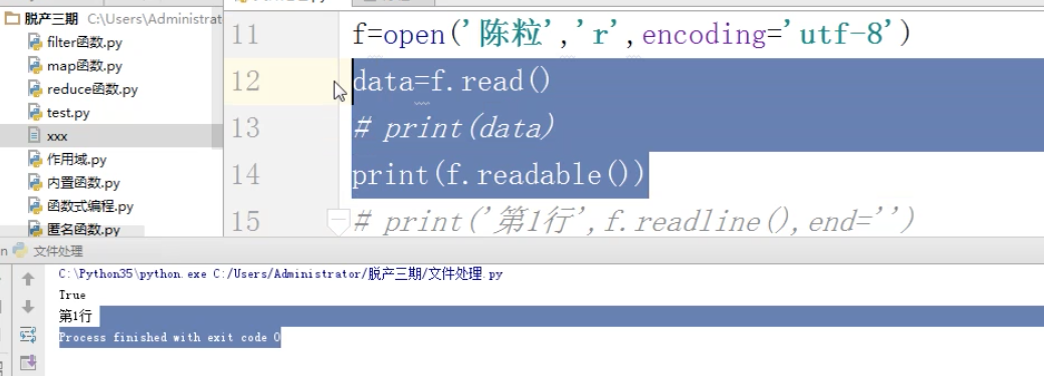 脱产三期 C:\Users\Administrat
filter函数.py
map函数.py
reduce函数.py
test.py
xxx
作用域.py
内置函数.py
函数式编程.py
匿名函数.py
11 f=open('陈粒','r',encoding='utf-8')
12 data=f.read()
13 # print(data)
14 print(f.readable())
15 # print('第1行',f.readline(),end='')
文件处理
C:\Python35\python.exe C:/Users/Administrator/脱产三期/文件处理.py
True
第1行
Process finished with exit code 0